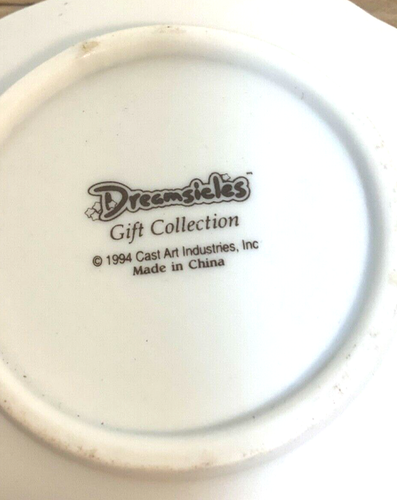 Dreamsicles™
Gift Collection
© 1994 Cast Art Industries, Inc
Made in China